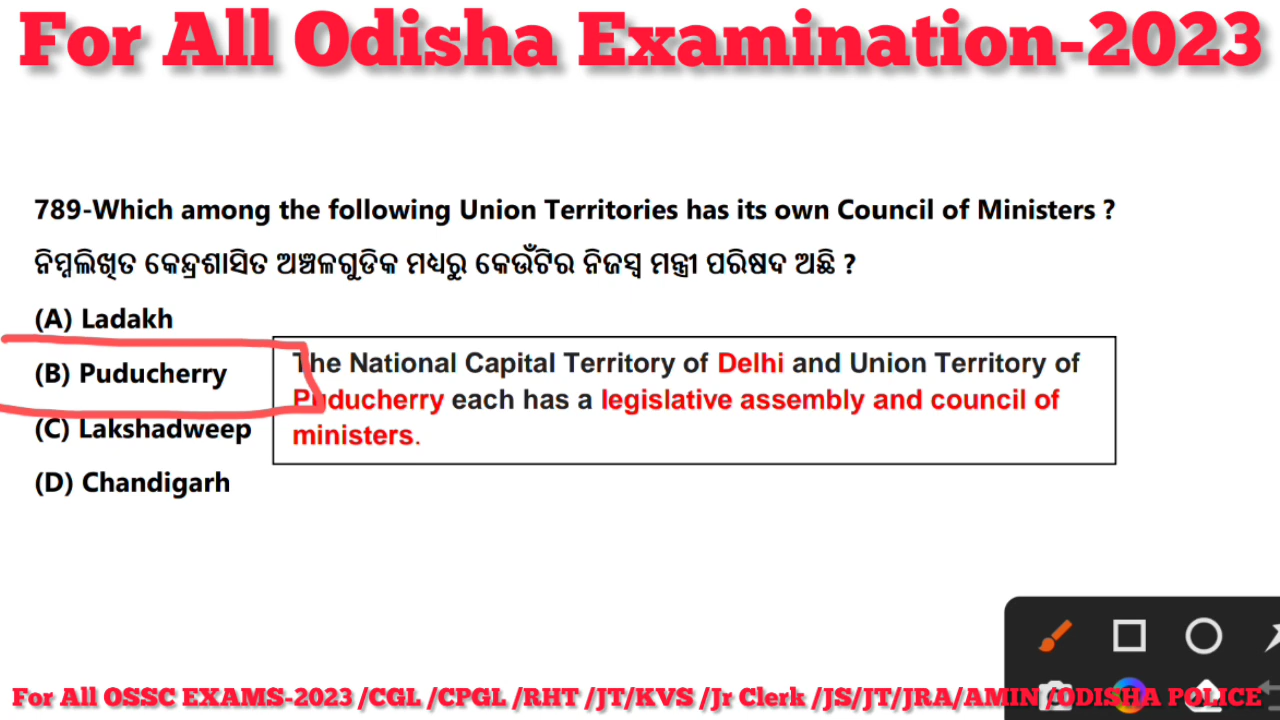 For All Odisha Examination-2023
789-Which among the following Union Territories has its own Council of Ministers ?
ନିମ୍ନଲିଖିତ କେନ୍ଦ୍ରଶାସିତ ଅଞ୍ଚଳଗୁଡିକ ମଧ୍ୟରୁ କେଉଁଟିର ନିଜସ୍ୱ ମନ୍ତ୍ରୀ ପରିଷଦ ଅଛି ?
(A) Ladakh
(B) Puducherry
(C) Lakshadweep
(D) Chandigarh
The National Capital Territory of Delhi and Union Territory of
Puducherry each has a legislative assembly and council of
ministers.
For All OSSC EXAMS-2023 /CGL /CPGL /RHT /JT/KVS /Jr Clerk /JS/JT/JRA/AMIN /ODISHA POLICE